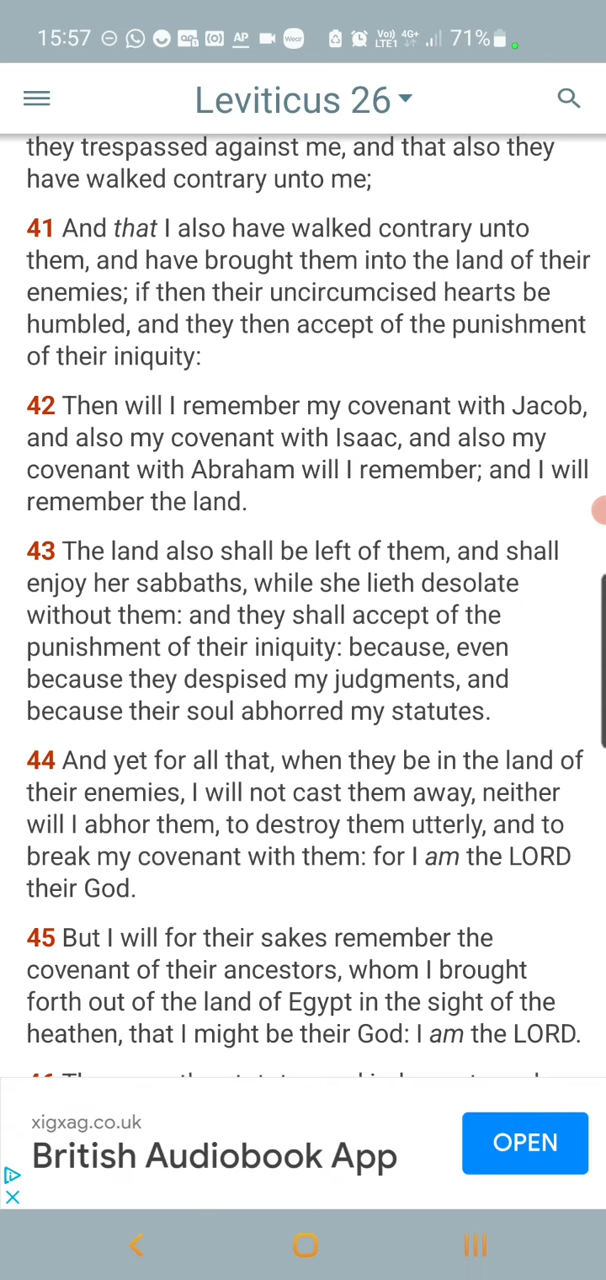 15:57 AP Wear Vo) 4G+ LTE1 71%
Leviticus 26
they trespassed against me, and that also they
have walked contrary unto me;
41 And that I also have walked contrary unto
them, and have brought them into the land of their
enemies; if then their uncircumcised hearts be
humbled, and they then accept of the punishment
of their iniquity:
42 Then will I remember my covenant with Jacob,
and also my covenant with Isaac, and also my
covenant with Abraham will I remember; and I will
remember the land.
43 The land also shall be left of them, and shall
enjoy her sabbaths, while she lieth desolate
without them: and they shall accept of the
punishment of their iniquity: because, even
because they despised my judgments, and
because their soul abhorred my statutes.
44 And yet for all that, when they be in the land of
their enemies, I will not cast them away, neither
will I abhor them, to destroy them utterly, and to
break my covenant with them: for I am the LORD
their God.
45 But I will for their sakes remember the
covenant of their ancestors, whom I brought
forth out of the land of Egypt in the sight of the
heathen, that I might be their God: I am the LORD.
xigxag.co.uk
British Audiobook App
OPEN